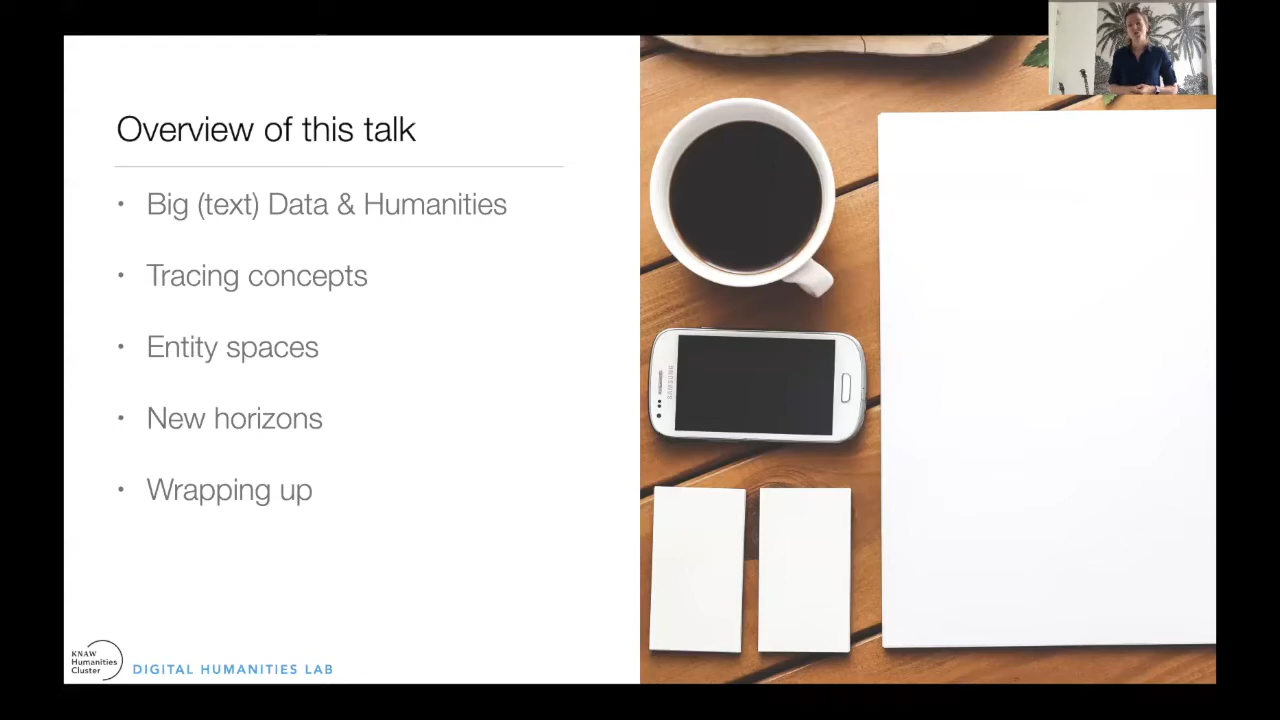 Overview of this talk
• Big (text) Data & Humanities
• Tracing concepts
• Entity spaces
• New horizons
• Wrapping up
SAMSUNG
KNAW
Humanities
Cluster
DIGITAL HUMANITIES LAB